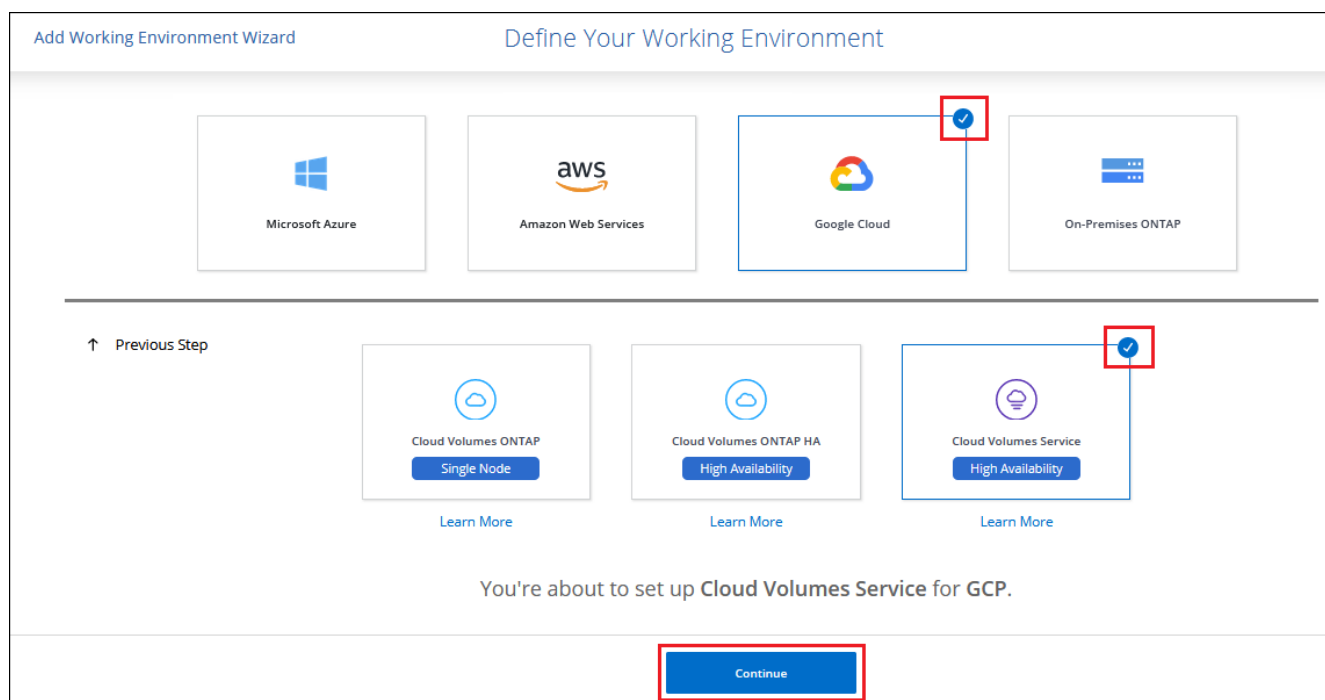 Add Working Environment Wizard
Define Your Working Environment
aws
Microsoft Azure
Amazon Web Services
Google Cloud
On-Premises ONTAP
↑ Previous Step
Cloud Volumes ONTAP
Single Node
Cloud Volumes ONTAP HA
High Availability
Cloud Volumes Service
High Availability
Learn More
Learn More
Learn More
You're about to set up Cloud Volumes Service for GCP.
Continue